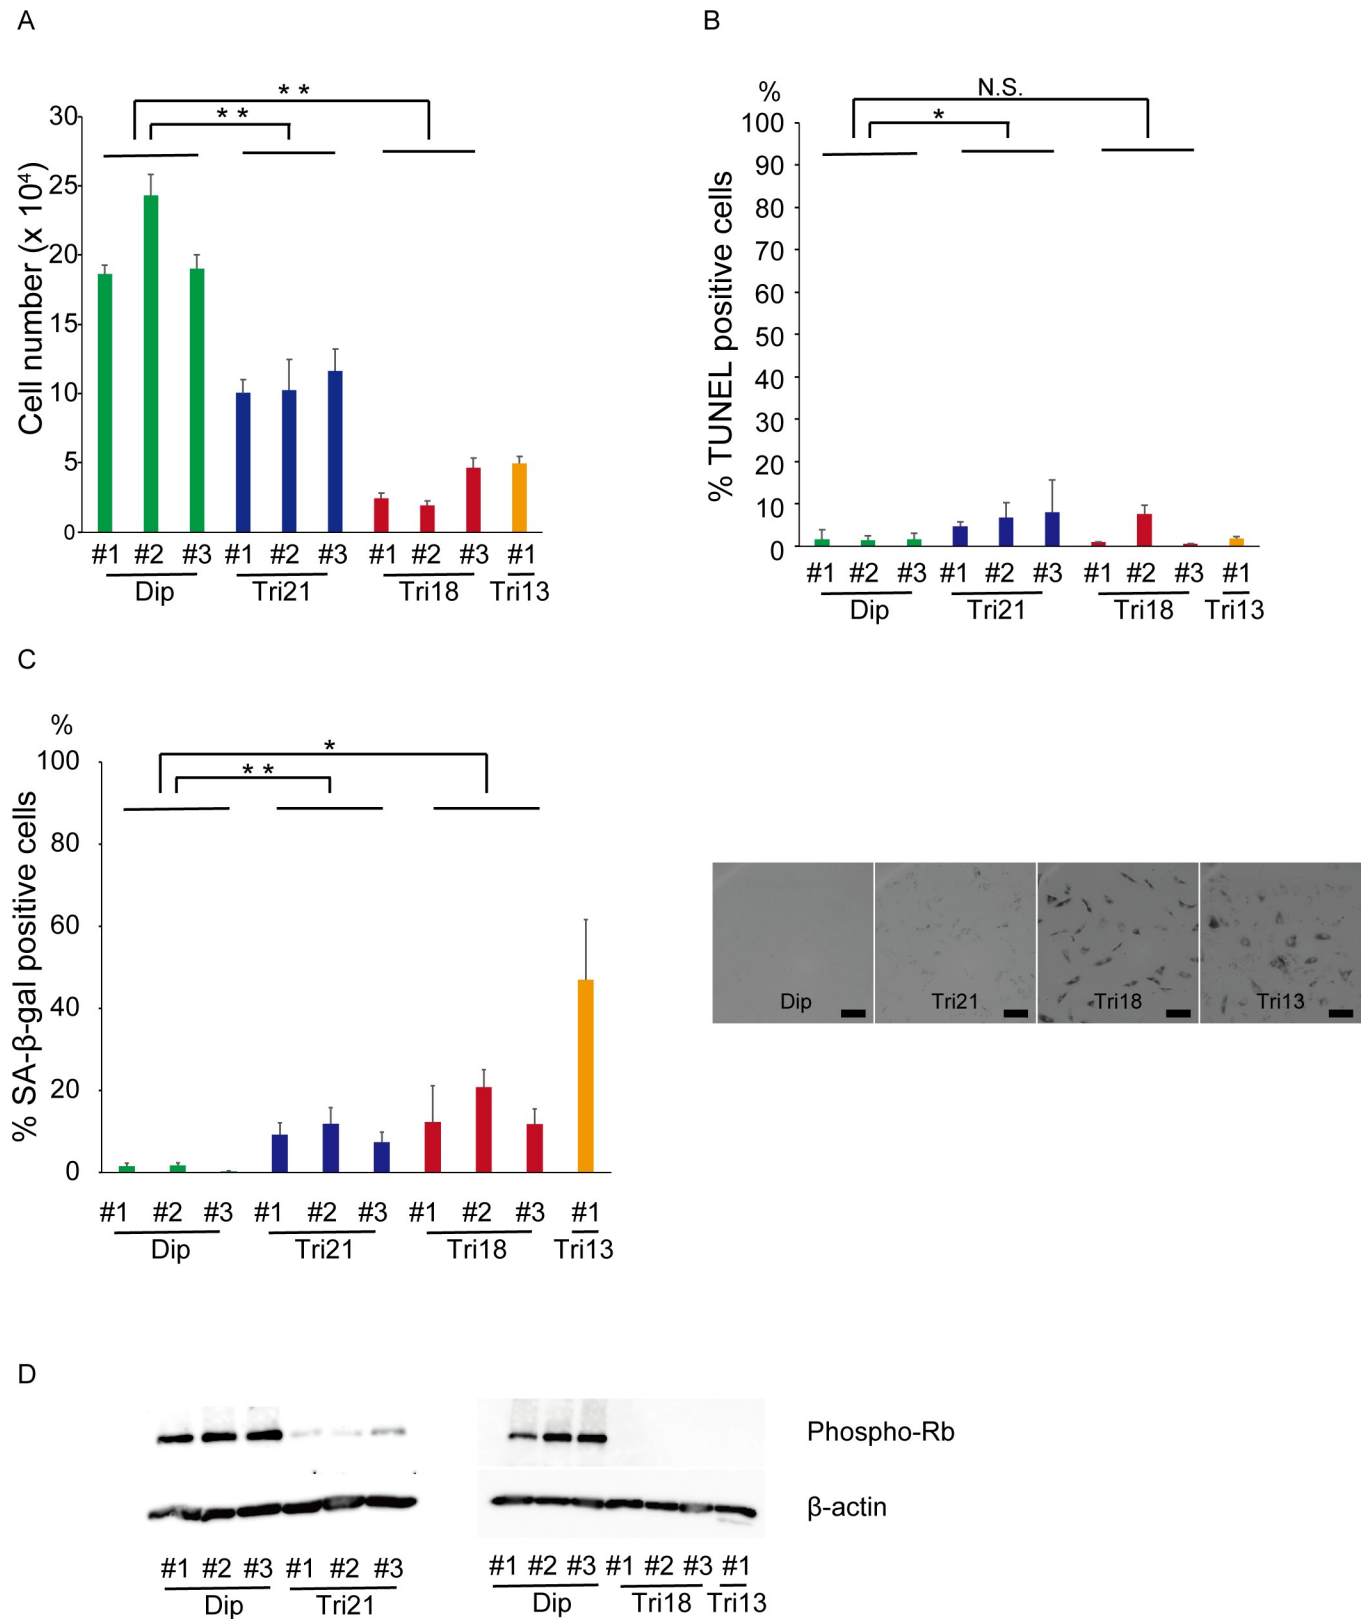 A
Cell number (x 10⁴)
30
25
20
15
10
5
0
* *
* *
#1 #2 #3 #1 #2 #3 #1 #2 #3 #1
Dip Tri21 Tri18 Tri13
B
%
% TUNEL positive cells
100
90
80
70
60
50
40
30
20
10
0
N.S.
*
#1 #2 #3 #1 #2 #3 #1 #2 #3 #1
Dip Tri21 Tri18 Tri13
C
%
% SA-β-gal positive cells
100
80
60
40
20
0
*
* *
#1 #2 #3 #1 #2 #3 #1 #2 #3 #1
Dip Tri21 Tri18 Tri13
Dip Tri21 Tri18 Tri13
D
Phospho-Rb
β-actin
#1 #2 #3 #1 #2 #3
Dip Tri21
#1 #2 #3 #1 #2 #3 #1
Dip Tri18 Tri13